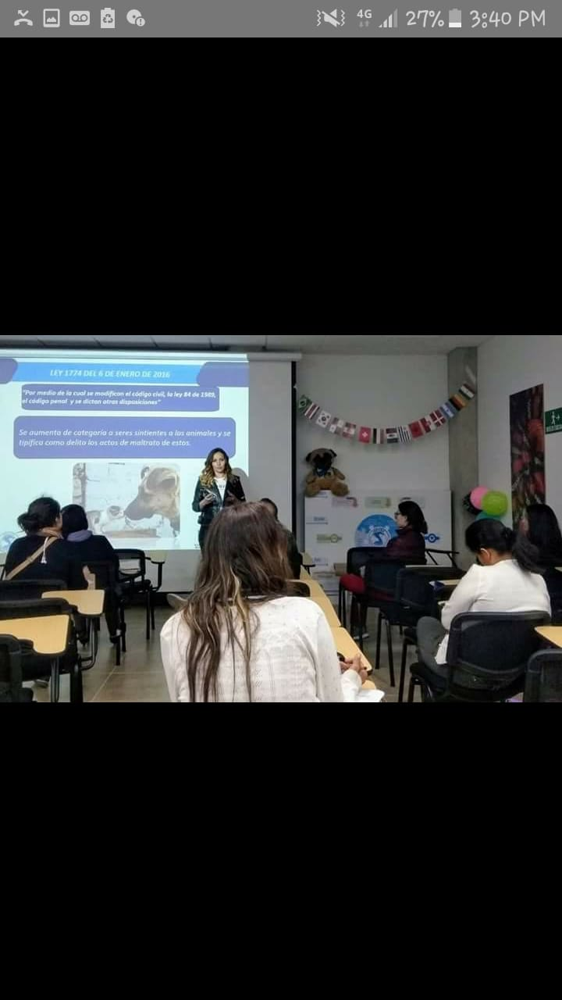 4G 27% 3:40 PM
LEY 1774 DEL 6 DE ENERO DE 2016
"Por medio de la cual se modifican el código civil, la ley 84 de 1989,
el código penal y se dictan otras disposiciones"
Se aumenta de categoría a seres sintientes a los animales y se
tipifica como delito los actos de maltrato de estos.